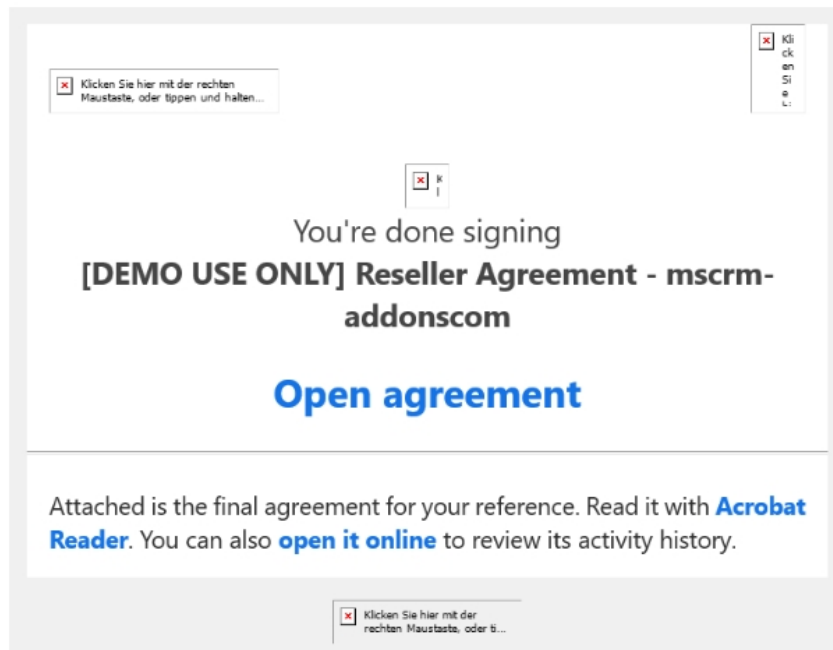 Klicken Sie hier mit der rechten
Maustaste, oder tippen und halten...
Kli
ck
en
Si
e
K
You're done signing
[DEMO USE ONLY] Reseller Agreement - mscrm-
addonscom
Open agreement
Attached is the final agreement for your reference. Read it with Acrobat
Reader. You can also open it online to review its activity history.
Klicken Sie hier mit der
rechten Maustaste, oder ti...